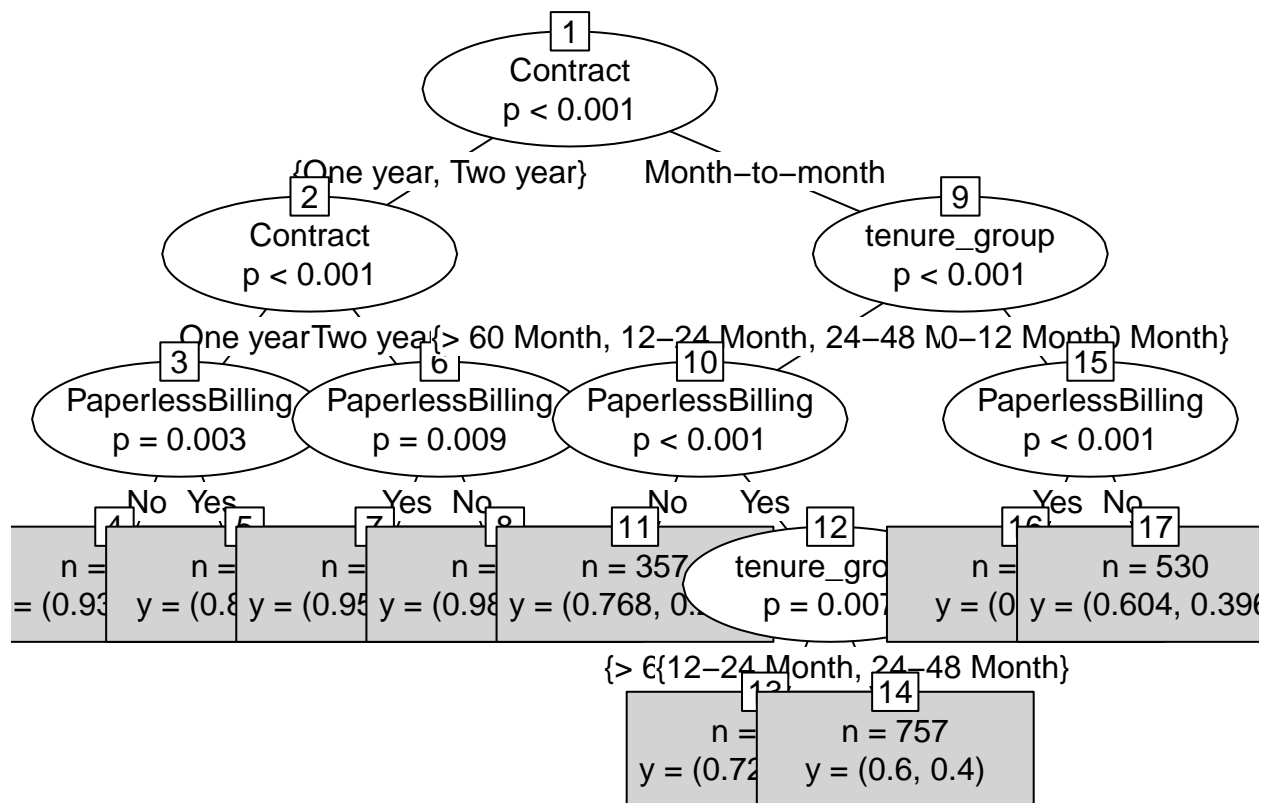 1
Contract
p < 0.001
{One year, Two year}
Month−to−month
2
Contract
p < 0.001
9
tenure_group
p < 0.001
One year
Two yea
{> 60 Month, 12−24 Month, 24−48 M
0−12 Month
Month}
3
PaperlessBilling
p = 0.003
6
PaperlessBilling
p = 0.009
10
PaperlessBilling
p < 0.001
15
PaperlessBilling
p < 0.001
No
Yes
Yes
No
No
Yes
Yes
No
4
n =
= (0.93
5
n =
y = (0.8
7
n =
y = (0.95
8
n =
y = (0.98
11
n = 357
y = (0.768, 0.
12
tenure_gro
p = 0.007
16
n =
y = (0
17
n = 530
y = (0.604, 0.396
{> 6
{12−24 Month, 24−48 Month}
13
n =
y = (0.72
14
n = 757
y = (0.6, 0.4)